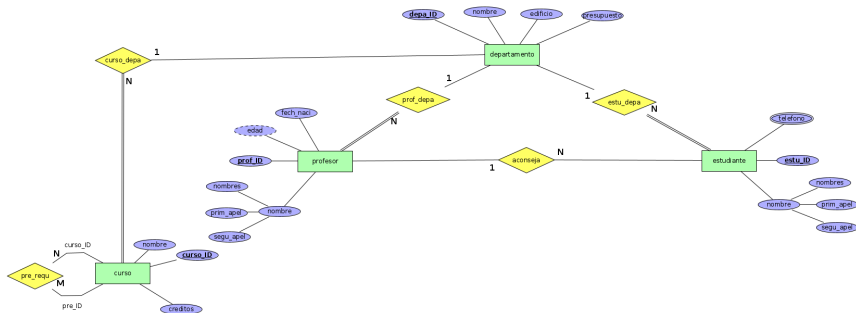 depa_ID
nombre
edificio
presupuesto
departamento
1
curso_depa
N
1
prof_depa
N
1
estu_depa
N
fech_naci
edad
prof_ID
profesor
nombres
prim_apel
segu_apel
nombre
1
aconseja
N
telefono
estudiante
estu_ID
nombre
nombres
prim_apel
segu_apel
curso_ID
N
pre_requ
M
pre_ID
curso
nombre
curso_ID
creditos